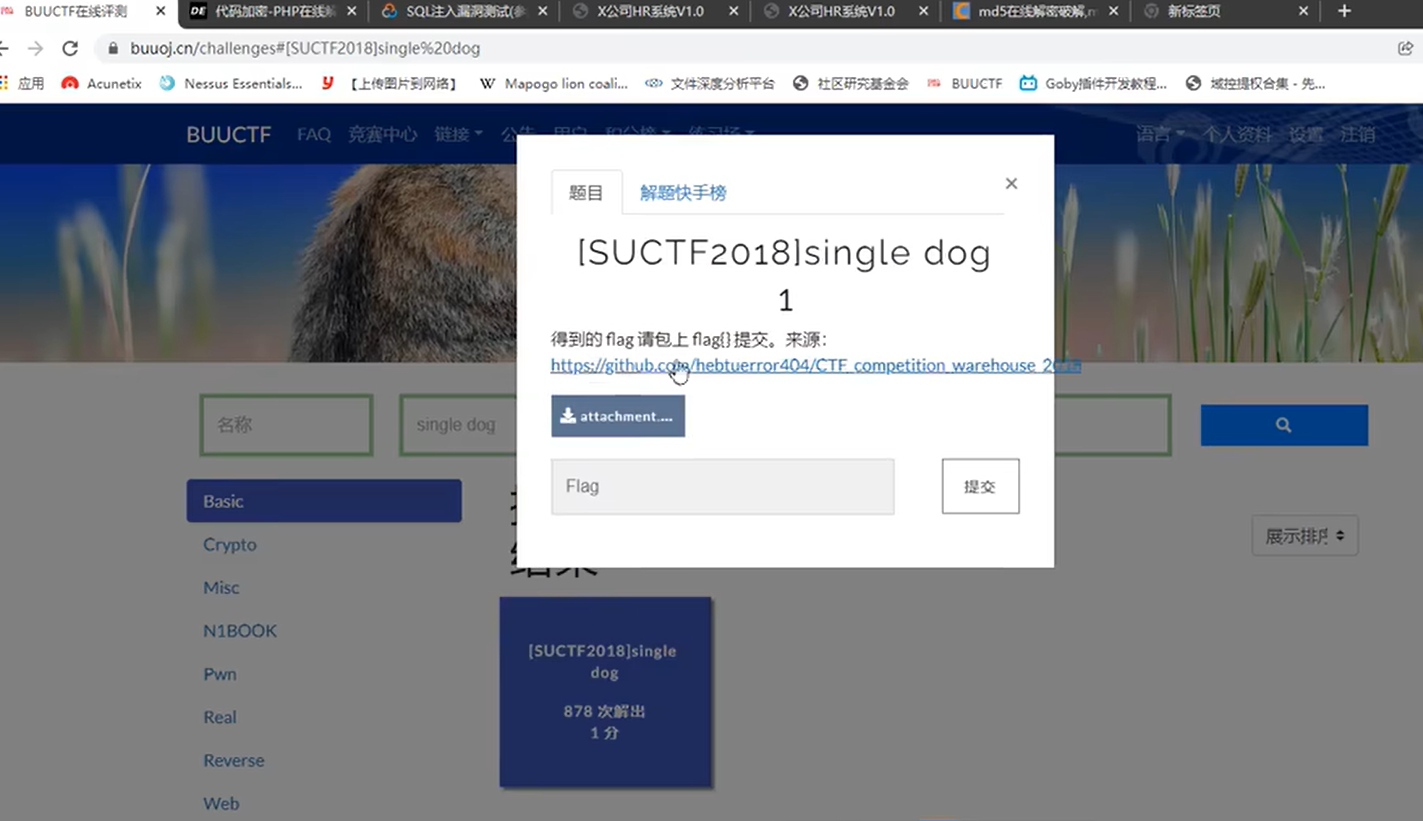 BUUCTF在线评测
代码加密-PHP在线解
SQL注入漏洞测试(参
X公司HR系统V1.0
X公司HR系统V1.0
md5在线解密破解,m
新标签页
buuoj.cn/challenges#[SUCTF2018]single%20dog
应用 Acunetix Nessus Essentials... 【上传图片到网络】 Mapogo lion coali... 文件深度分析平台 社区研究基金会 BUUCTF Goby插件开发教程... 域控提权合集 - 先...
BUUCTF FAQ 竞赛中心 链接 公告 用户 积分榜 练习场 语言 个人资料 设置 注销
题目 解题快手榜 ×
[SUCTF2018]single dog
1
得到的 flag 请包上 flag{} 提交。来源：
https://github.com/hebtuerror404/CTF_competition_warehouse_2018
attachment....
Flag 提交
名称 single dog
Basic
Crypto
Misc
N1BOOK
Pwn
Real
Reverse
Web
展示排序
[SUCTF2018]single
dog
878 次解出
1 分